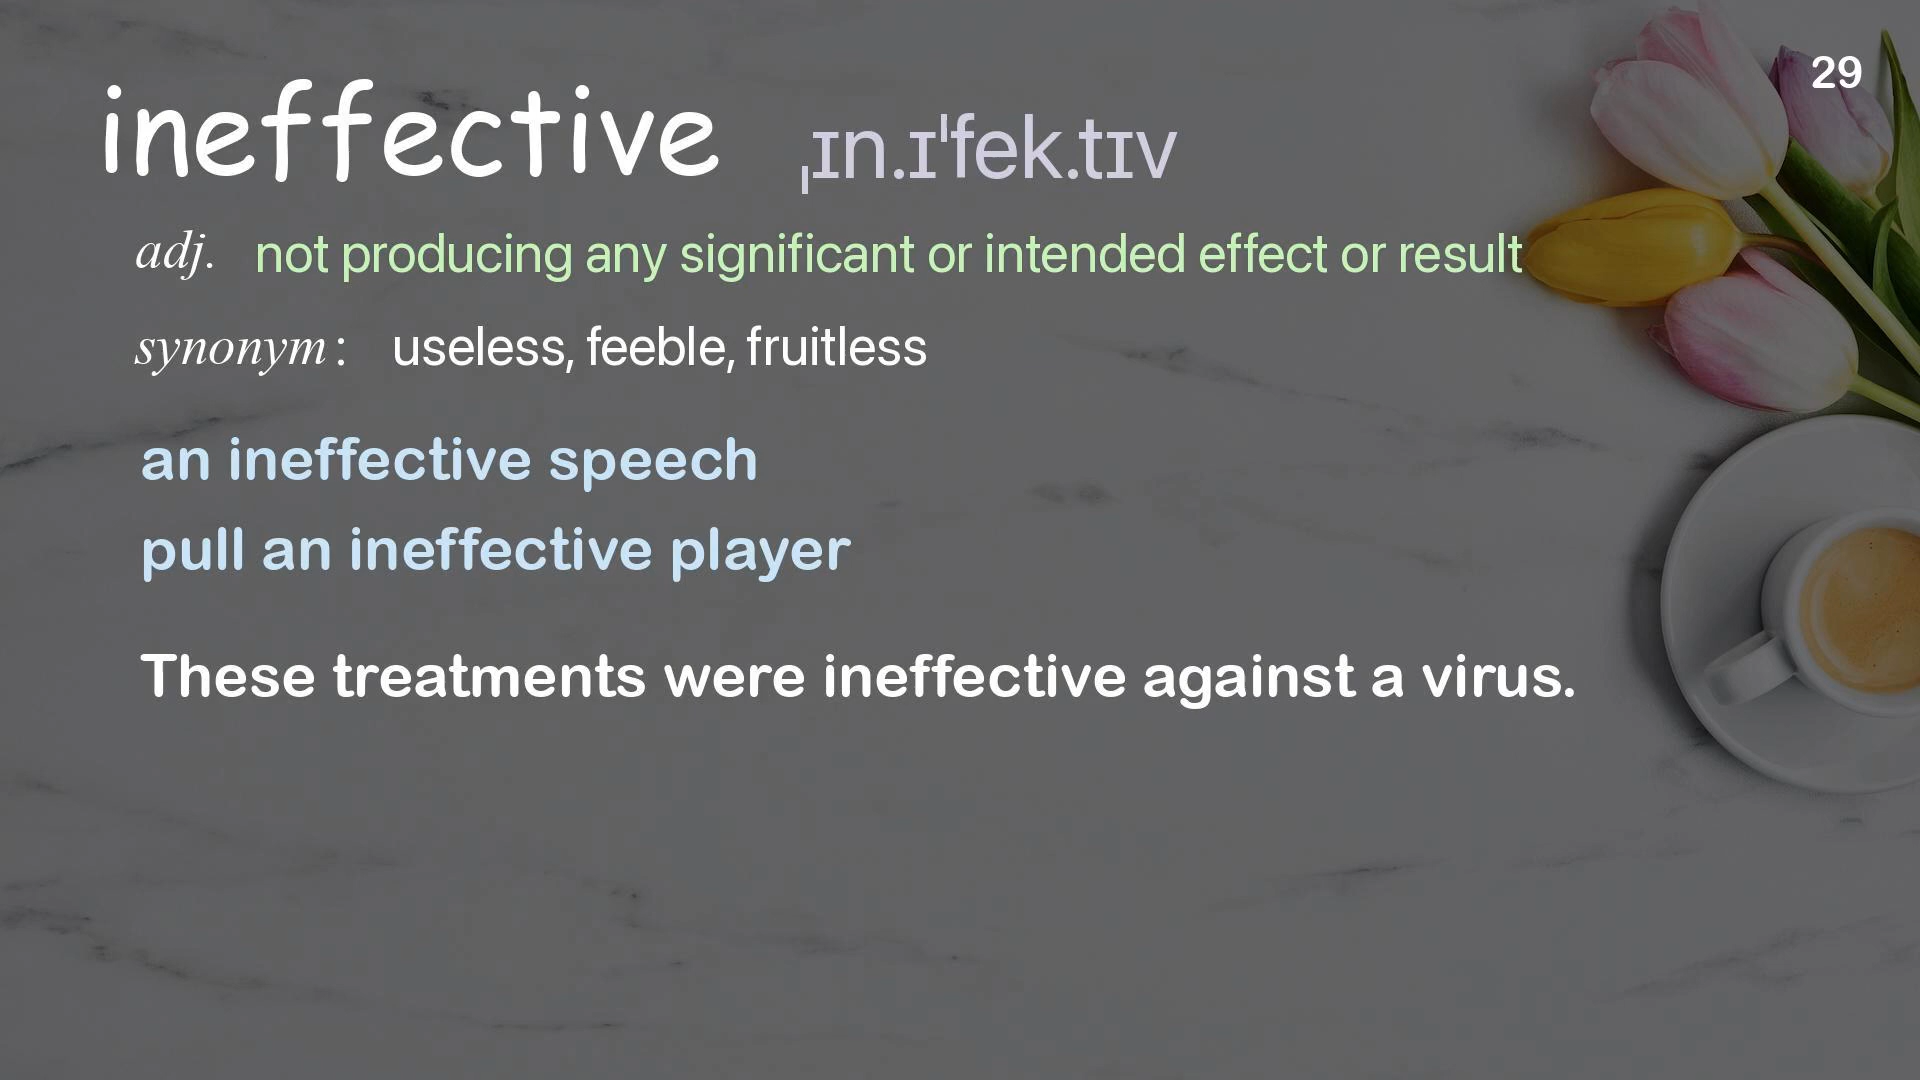 29
ineffective ˌɪn.ɪˈfek.tɪv
adj. not producing any significant or intended effect or result
synonym: useless, feeble, fruitless
an ineffective speech
pull an ineffective player
These treatments were ineffective against a virus.